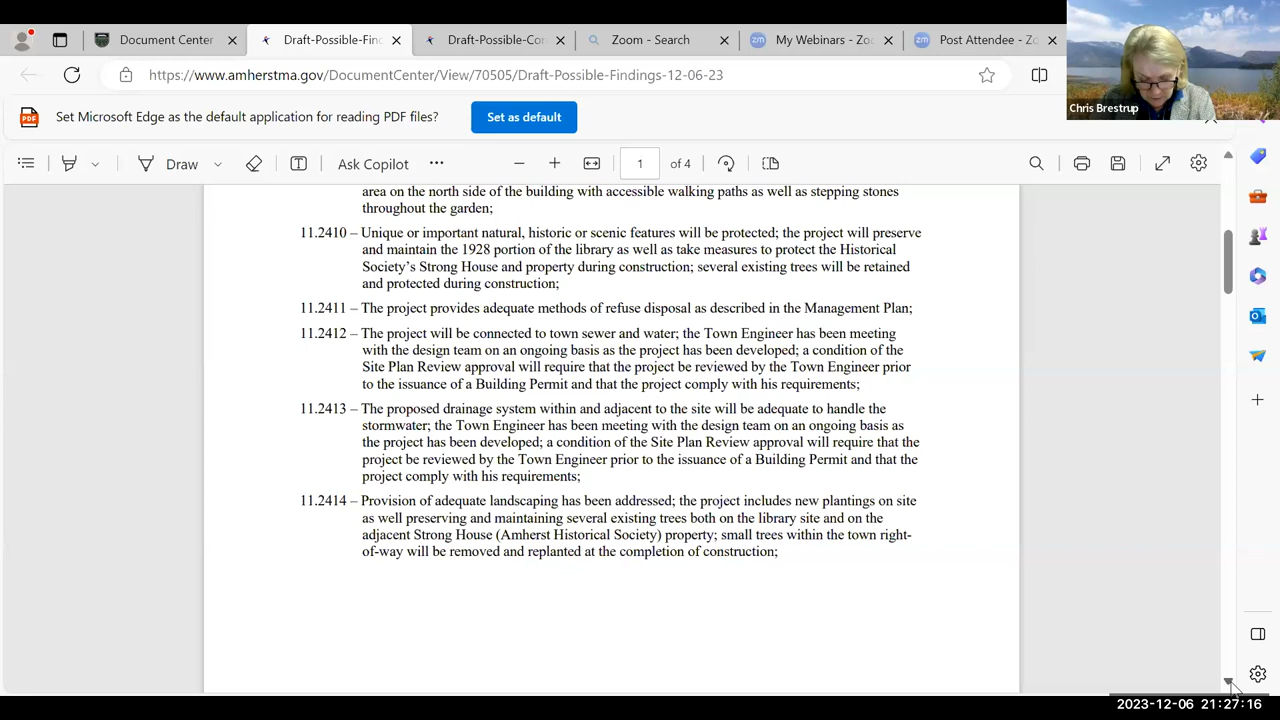 Document Center
Draft-Possible-Fin
Draft-Possible-Co
Zoom - Search
My Webinars - Zo
Post Attendee - Z
https://www.amherstma.gov/DocumentCenter/View/70505/Draft-Possible-Findings-12-06-23
Chris Brestrup
Set Microsoft Edge as the default application for reading PDF files?
Set as default
Draw
Ask Copilot
1 of 4
area on the north side of the building with accessible walking paths as well as stepping stones
throughout the garden;
11.2410 – Unique or important natural, historic or scenic features will be protected; the project will preserve
and maintain the 1928 portion of the library as well as take measures to protect the Historical
Society's Strong House and property during construction; several existing trees will be retained
and protected during construction;
11.2411 – The project provides adequate methods of refuse disposal as described in the Management Plan;
11.2412 – The project will be connected to town sewer and water; the Town Engineer has been meeting
with the design team on an ongoing basis as the project has been developed; a condition of the
Site Plan Review approval will require that the project be reviewed by the Town Engineer prior
to the issuance of a Building Permit and that the project comply with his requirements;
11.2413 – The proposed drainage system within and adjacent to the site will be adequate to handle the
stormwater; the Town Engineer has been meeting with the design team on an ongoing basis as
the project has been developed; a condition of the Site Plan Review approval will require that the
project be reviewed by the Town Engineer prior to the issuance of a Building Permit and that the
project comply with his requirements;
11.2414 – Provision of adequate landscaping has been addressed; the project includes new plantings on site
as well preserving and maintaining several existing trees both on the library site and on the
adjacent Strong House (Amherst Historical Society) property; small trees within the town right-
of-way will be removed and replanted at the completion of construction;
2023-12-06 21:27:16